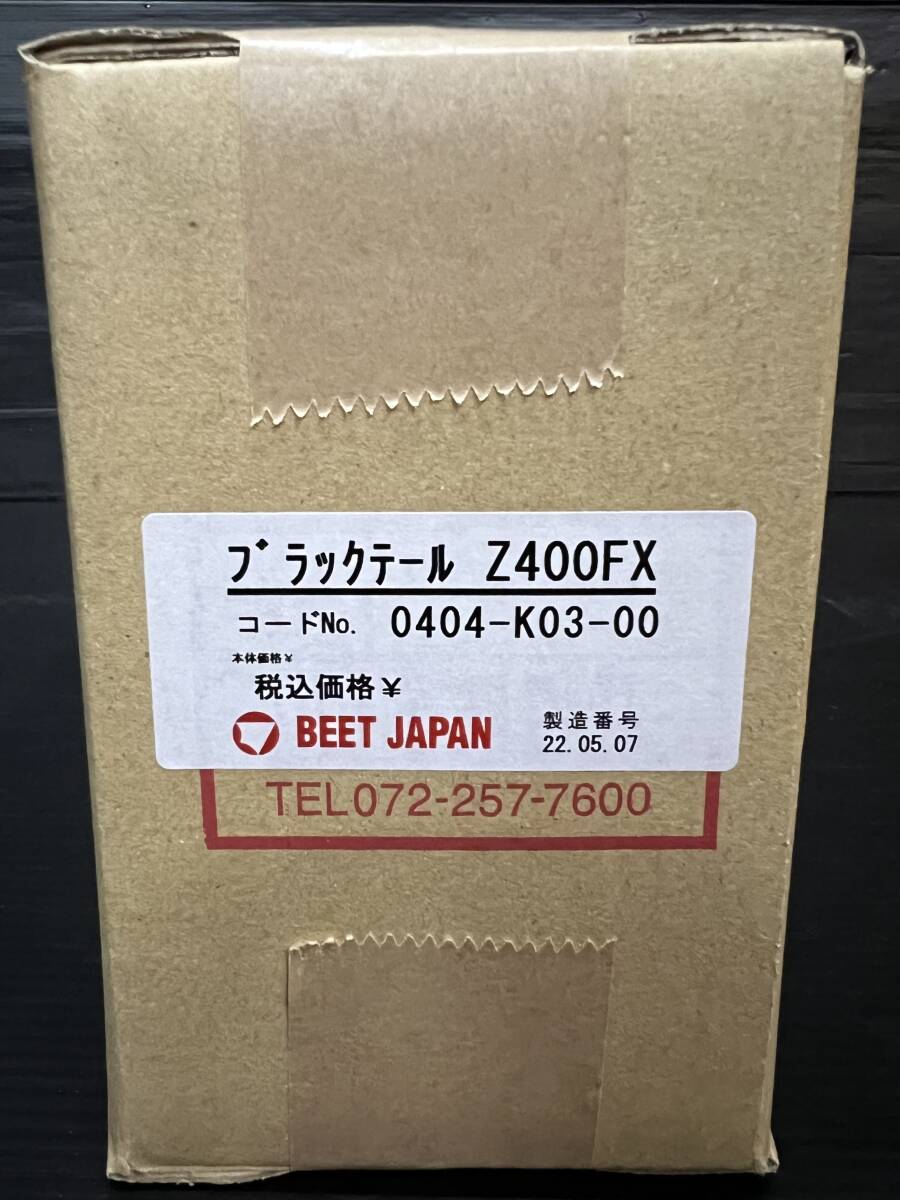 ブラックテール Z400FX
コードNo. 0404-K03-00
本体価格¥
税込価格¥
BEET JAPAN
製造番号
22.05.07
TEL072-257-7600